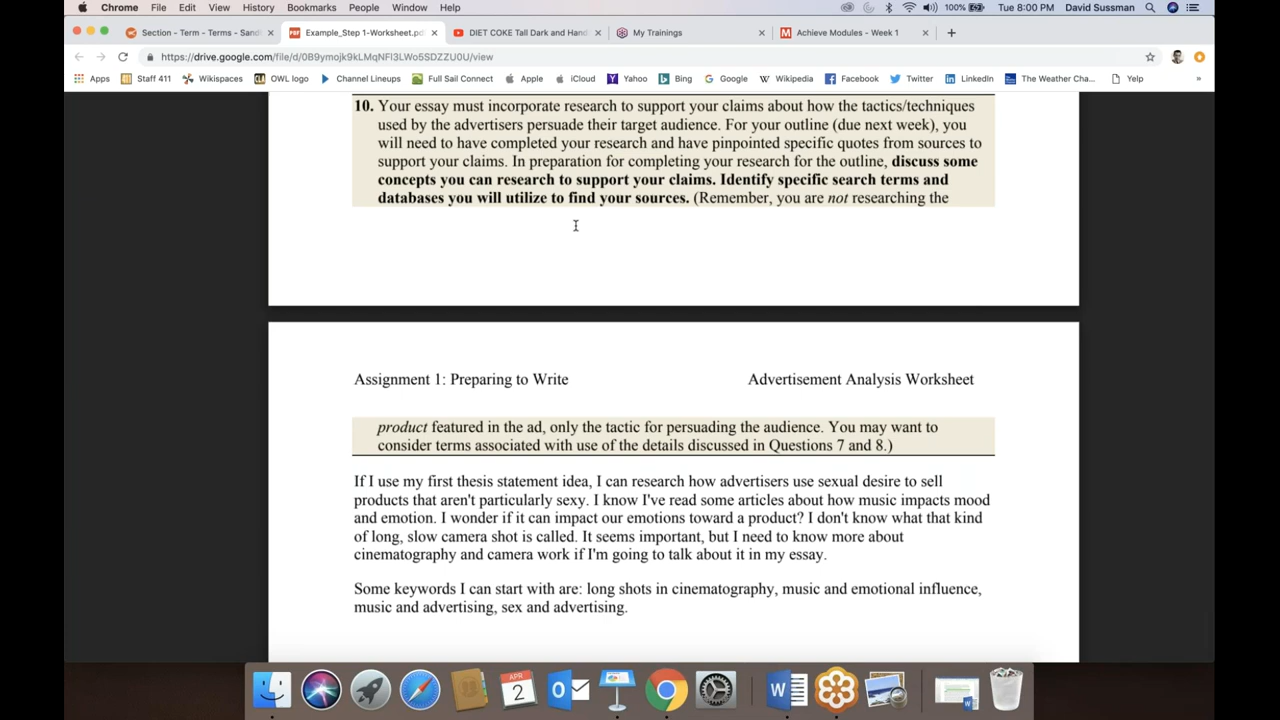 Chrome File Edit View History Bookmarks People Window Help 100% Tue 8:00 PM David Sussman
Section - Term - Terms - Sand Example_Step 1-Worksheet.pd DIET COKE Tall Dark and Hand My Trainings Achieve Modules - Week 1
https://drive.google.com/file/d/0B9ymojk9kLMqNFl3LWo5SDZZU0U/view
Apps Staff 411 Wikispaces OWL logo Channel Lineups Full Sail Connect Apple iCloud Yahoo Bing Google Wikipedia Facebook Twitter LinkedIn The Weather Cha... Yelp
10. Your essay must incorporate research to support your claims about how the tactics/techniques
used by the advertisers persuade their target audience. For your outline (due next week), you
will need to have completed your research and have pinpointed specific quotes from sources to
support your claims. In preparation for completing your research for the outline, discuss some
concepts you can research to support your claims. Identify specific search terms and
databases you will utilize to find your sources. (Remember, you are not researching the
Assignment 1: Preparing to Write Advertisement Analysis Worksheet
product featured in the ad, only the tactic for persuading the audience. You may want to
consider terms associated with use of the details discussed in Questions 7 and 8.)
If I use my first thesis statement idea, I can research how advertisers use sexual desire to sell
products that aren't particularly sexy. I know I've read some articles about how music impacts mood
and emotion. I wonder if it can impact our emotions toward a product? I don't know what that kind
of long, slow camera shot is called. It seems important, but I need to know more about
cinematography and camera work if I'm going to talk about it in my essay.
Some keywords I can start with are: long shots in cinematography, music and emotional influence,
music and advertising, sex and advertising.
APR
2